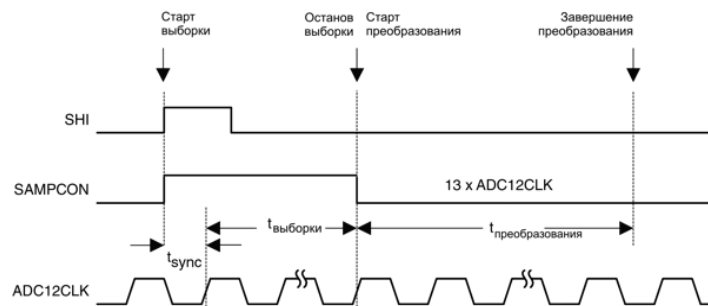 Старт
выборки
Останов
выборки
Старт
преобразования
Завершение
преобразования
SHI
SAMPCON
13 x ADC12CLK
tвыборки
tпреобразования
tsync
ADC12CLK